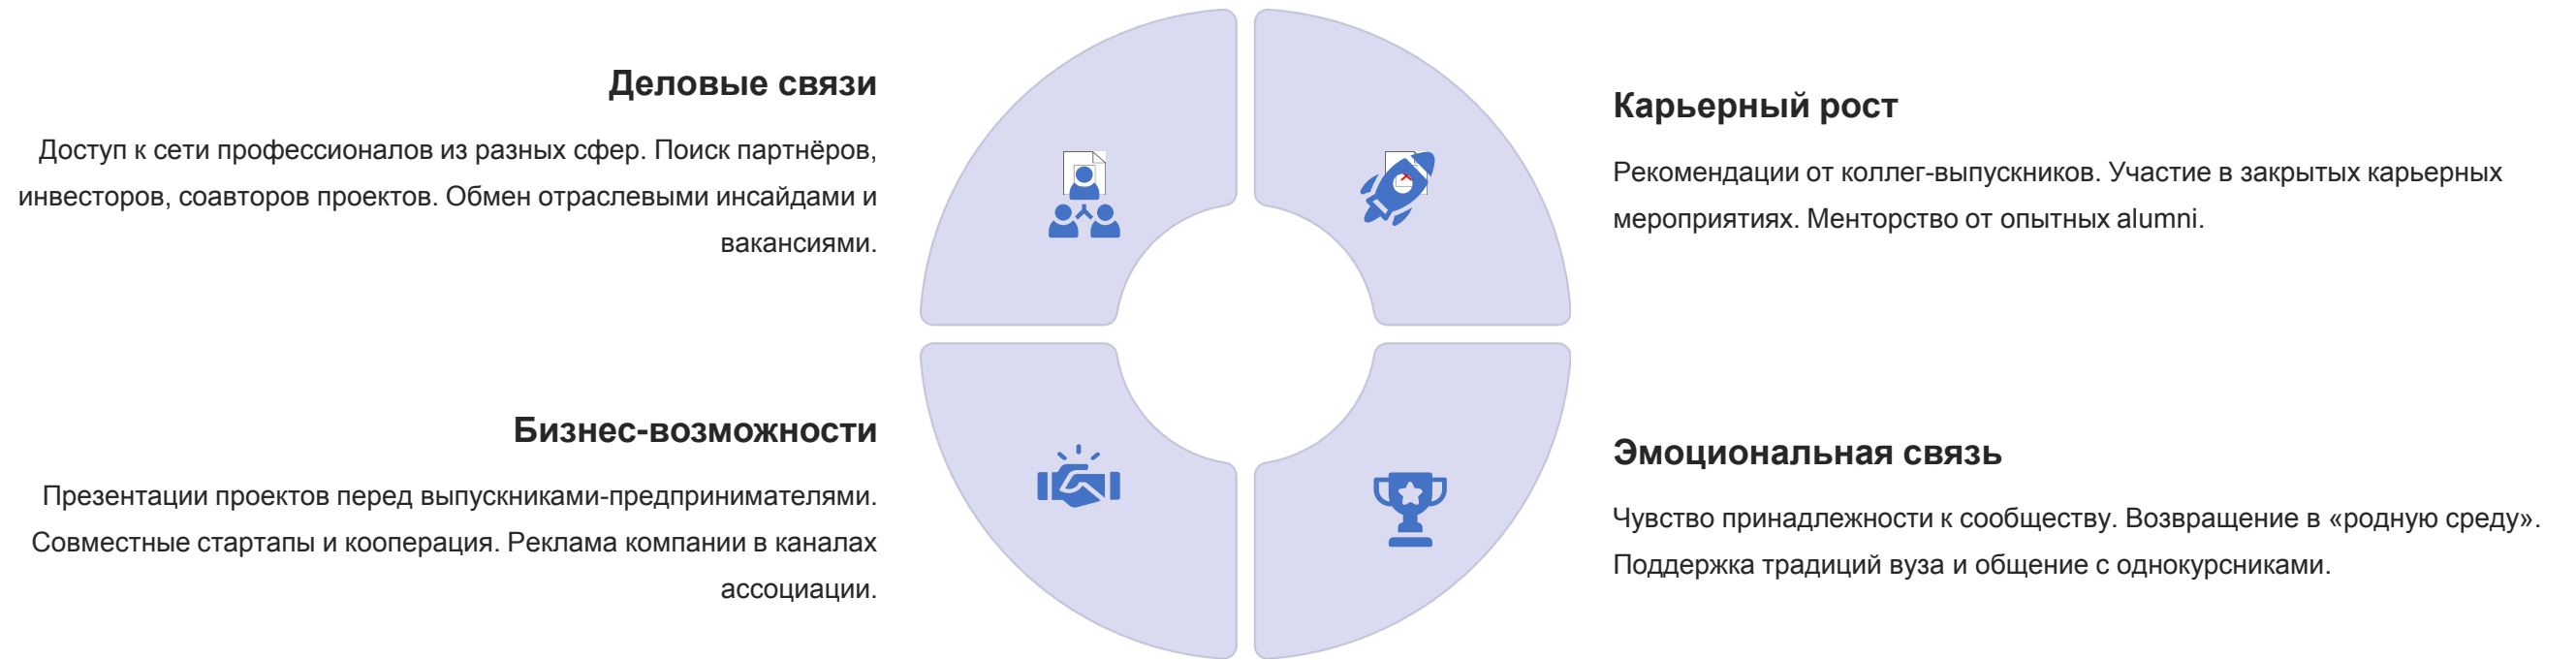 Деловые связи
Доступ к сети профессионалов из разных сфер. Поиск партнёров,
инвесторов, соавторов проектов. Обмен отраслевыми инсайдами и
вакансиями.
Карьерный рост
Рекомендации от коллег-выпускников. Участие в закрытых карьерных
мероприятиях. Менторство от опытных alumni.
Бизнес-возможности
Презентации проектов перед выпускниками-предпринимателями.
Совместные стартапы и кооперация. Реклама компании в каналах
ассоциации.
Эмоциональная связь
Чувство принадлежности к сообществу. Возвращение в «родную среду».
Поддержка традиций вуза и общение с однокурсниками.